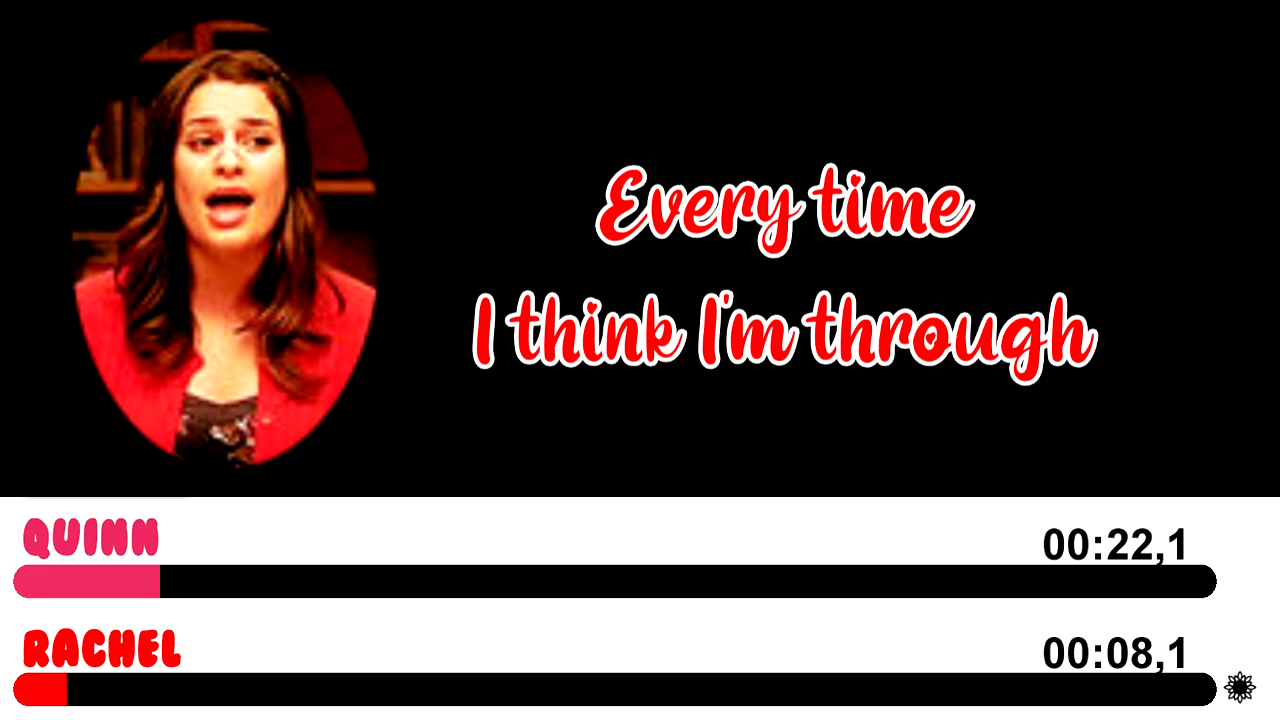 Every time
I think I'm through
QUINN
00:22,1
RACHEL
00:08,1